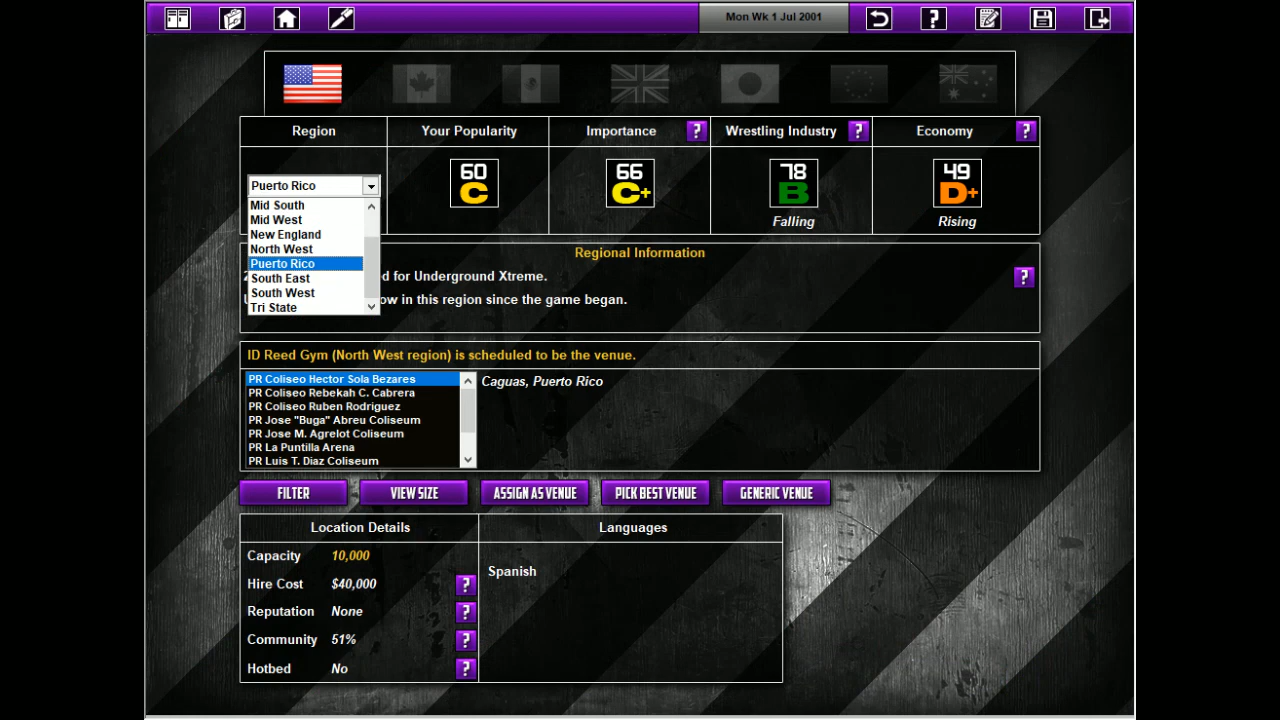 Mon Wk 1 Jul 2001
Region
Your Popularity
Importance
?
Wrestling Industry
?
Economy
?
Puerto Rico
60
C
66
C+
78
B
Falling
49
D+
Rising
Mid South
Mid West
New England
North West
Puerto Rico
South East
South West
Tri State
Regional Information
d for Underground Xtreme.
ow in this region since the game began.
?
ID Reed Gym (North West region) is scheduled to be the venue.
PR Coliseo Hector Sola Bezares
PR Coliseo Rebekah C. Cabrera
PR Coliseo Ruben Rodriguez
PR Jose "Buga" Abreu Coliseum
PR Jose M. Agrelot Coliseum
PR La Puntilla Arena
PR Luis T. Diaz Coliseum
Caguas, Puerto Rico
FILTER
VIEW SIZE
ASSIGN AS VENUE
PICK BEST VENUE
GENERIC VENUE
Location Details
Languages
Capacity 10,000
Hire Cost $40,000 ?
Reputation None ?
Community 51% ?
Hotbed No ?
Spanish